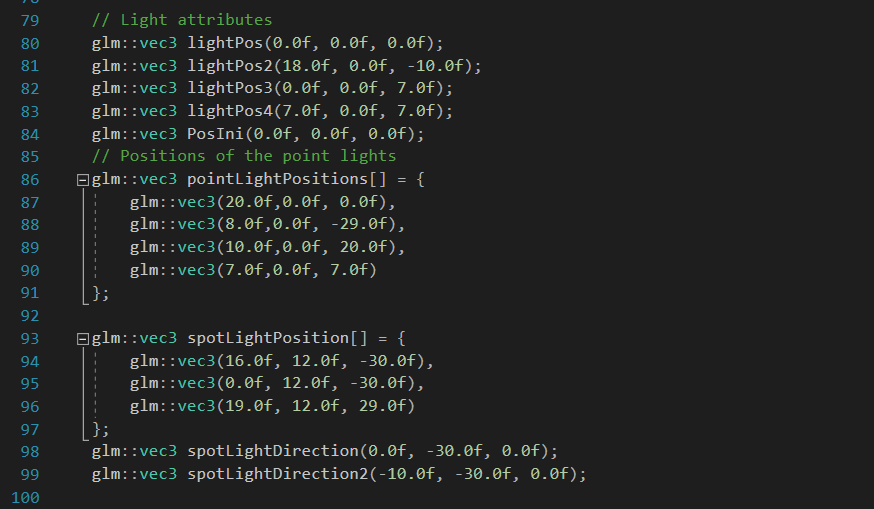 79 // Light attributes
80 glm::vec3 lightPos(0.0f, 0.0f, 0.0f);
81 glm::vec3 lightPos2(18.0f, 0.0f, -10.0f);
82 glm::vec3 lightPos3(0.0f, 0.0f, 7.0f);
83 glm::vec3 lightPos4(7.0f, 0.0f, 7.0f);
84 glm::vec3 PosIni(0.0f, 0.0f, 0.0f);
85 // Positions of the point lights
86 glm::vec3 pointLightPositions[] = {
87 glm::vec3(20.0f,0.0f, 0.0f),
88 glm::vec3(8.0f,0.0f, -29.0f),
89 glm::vec3(10.0f,0.0f, 20.0f),
90 glm::vec3(7.0f,0.0f, 7.0f)
91 };
92
93 glm::vec3 spotLightPosition[] = {
94 glm::vec3(16.0f, 12.0f, -30.0f),
95 glm::vec3(0.0f, 12.0f, -30.0f),
96 glm::vec3(19.0f, 12.0f, 29.0f)
97 };
98 glm::vec3 spotLightDirection(0.0f, -30.0f, 0.0f);
99 glm::vec3 spotLightDirection2(-10.0f, -30.0f, 0.0f);
100